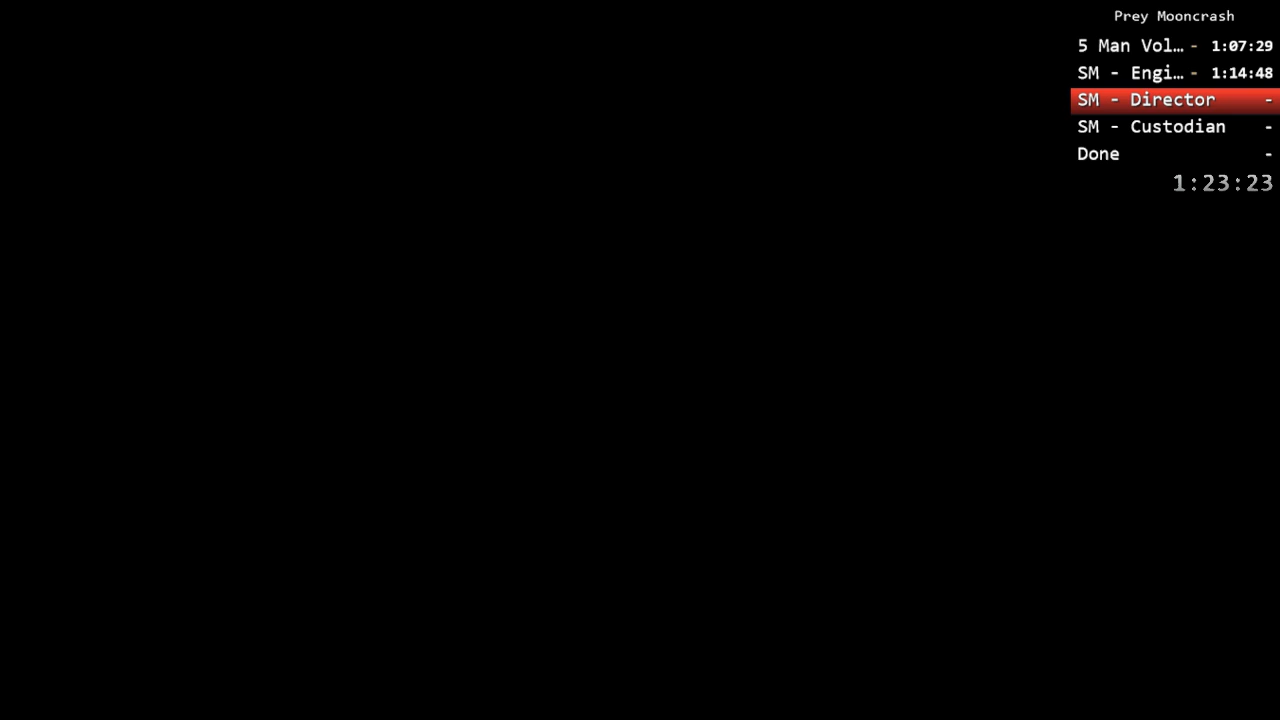 Prey Mooncrash
5 Man Vol… - 1:07:29
SM - Engi… - 1:14:48
SM - Director -
SM - Custodian -
Done -
1:23:23